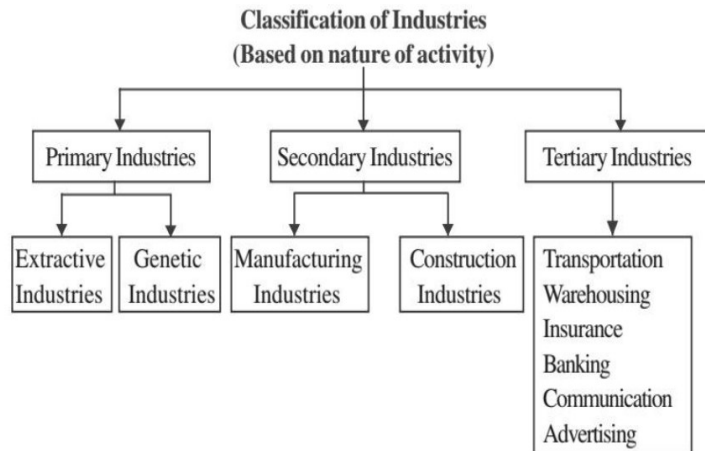 Classification of Industries
(Based on nature of activity)
Primary Industries
Secondary Industries
Tertiary Industries
Extractive
Industries
Genetic
Industries
Manufacturing
Industries
Construction
Industries
Transportation
Warehousing
Insurance
Banking
Communication
Advertising